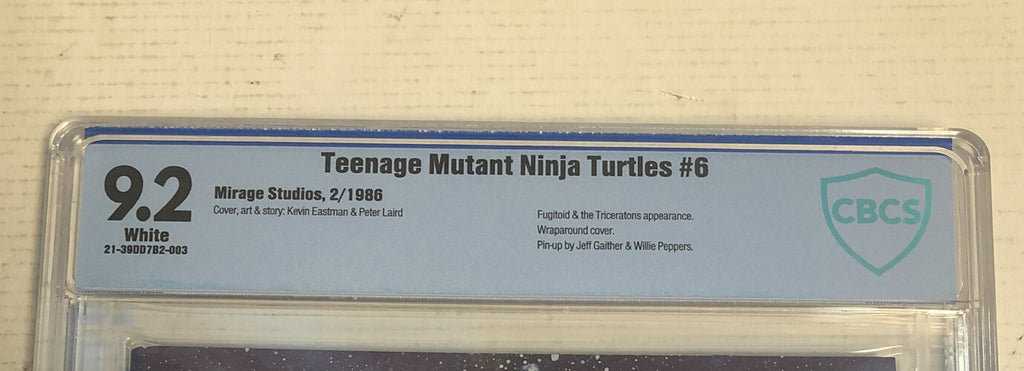 Teenage Mutant Ninja Turtles #6
9.2
White
21-39DD7B2-003
Mirage Studios, 2/1986
Cover, art & story: Kevin Eastman & Peter Laird
Fugitoid & the Triceratons appearance.
Wraparound cover.
Pin-up by Jeff Gaither & Willie Peppers.
CBCS